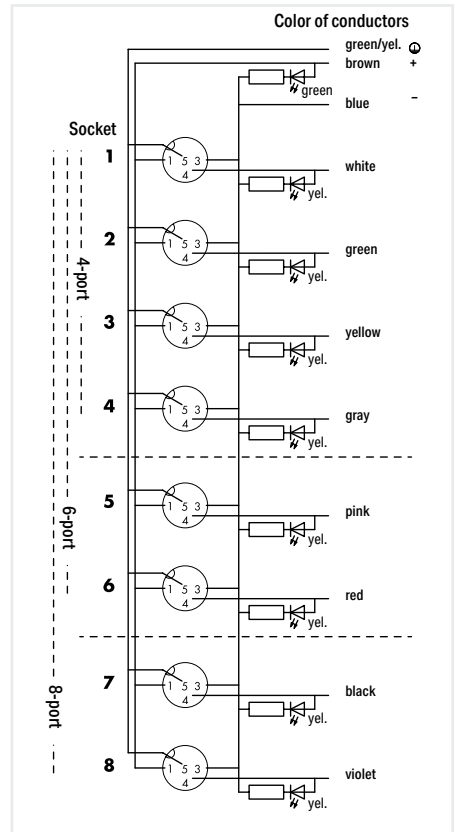 Color of conductors
green/yel.
brown +
green
blue –
Socket
1 1 5 3 4 white
yel.
2 1 5 3 4 green
yel.
4-port
3 1 5 3 4 yellow
yel.
4 1 5 3 4 gray
yel.
5 1 5 3 4 pink
yel.
6-port
6 1 5 3 4 red
yel.
7 1 5 3 4 black
yel.
8-port
8 1 5 3 4 violet
yel.